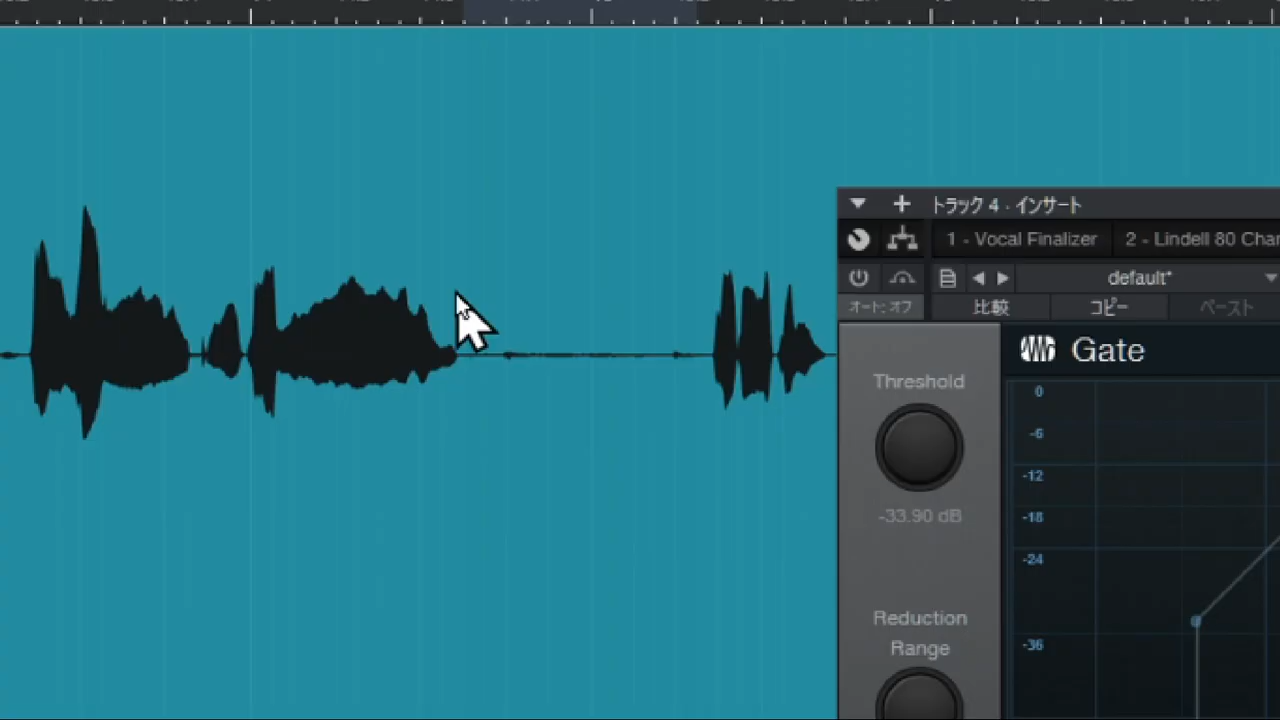 トラック 4 - インサート
1 - Vocal Finalizer
2 - Lindell 80 Chan
default*
オート: オフ
比較
コピー
ペースト
Gate
Threshold
-33.90 dB
Reduction
Range
0
-6
-12
-18
-24
-36